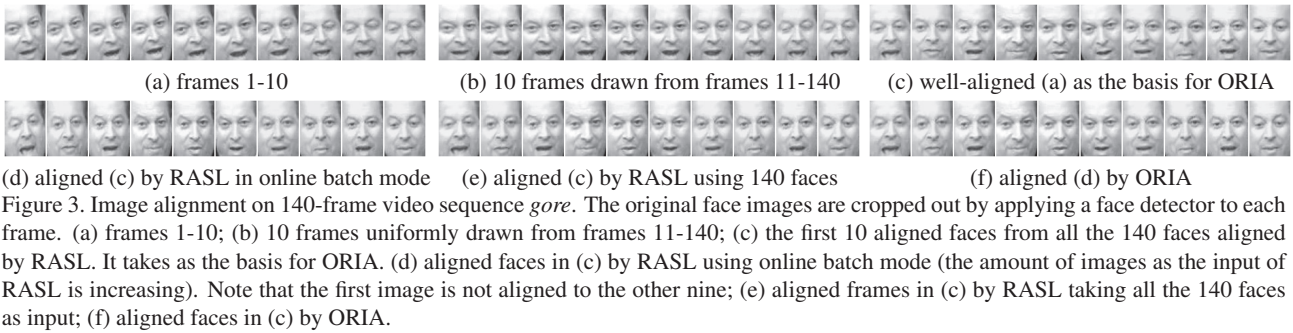 (a) frames 1-10
(b) 10 frames drawn from frames 11-140
(c) well-aligned (a) as the basis for ORIA
(d) aligned (c) by RASL in online batch mode
(e) aligned (c) by RASL using 140 faces
(f) aligned (d) by ORIA
Figure 3. Image alignment on 140-frame video sequence gore. The original face images are cropped out by applying a face detector to each
frame. (a) frames 1-10; (b) 10 frames uniformly drawn from frames 11-140; (c) the first 10 aligned faces from all the 140 faces aligned
by RASL. It takes as the basis for ORIA. (d) aligned faces in (c) by RASL using online batch mode (the amount of images as the input of
RASL is increasing). Note that the first image is not aligned to the other nine; (e) aligned frames in (c) by RASL taking all the 140 faces
as input; (f) aligned faces in (c) by ORIA.